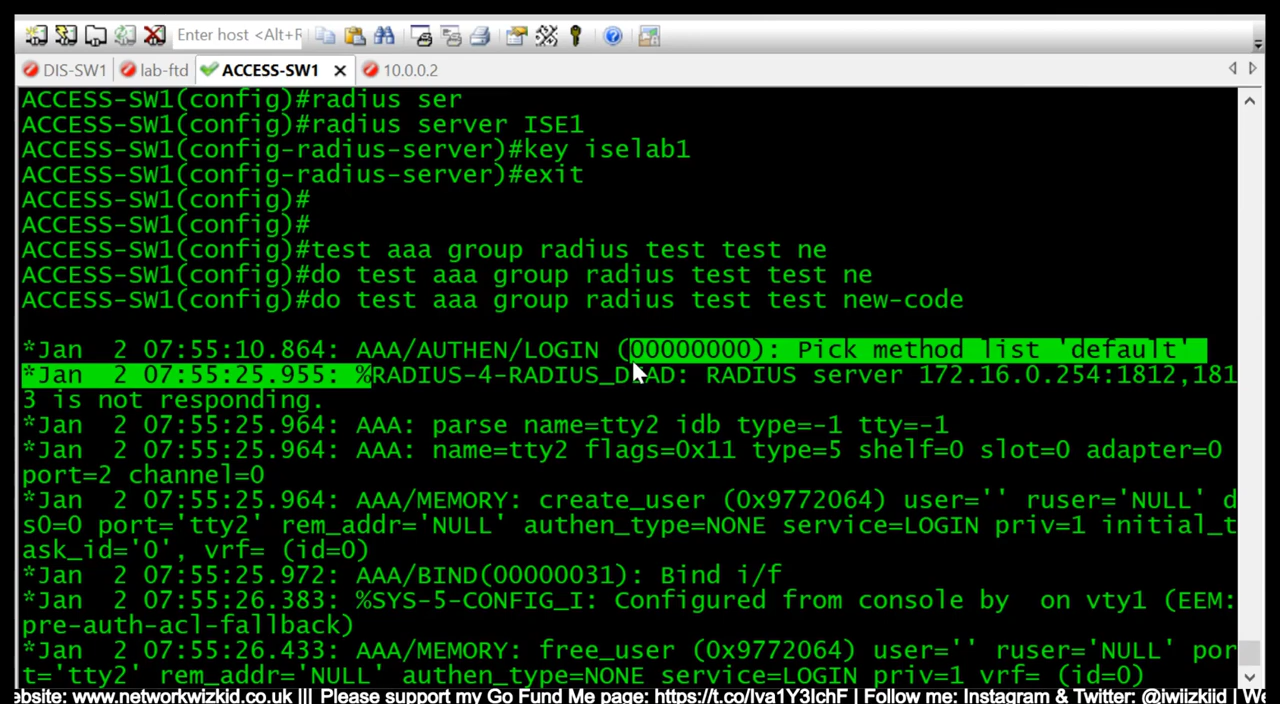 Enter host <Alt+R
DIS-SW1 lab-ftd ACCESS-SW1 10.0.0.2
ACCESS-SW1(config)#radius ser
ACCESS-SW1(config)#radius server ISE1
ACCESS-SW1(config-radius-server)#key iselab1
ACCESS-SW1(config-radius-server)#exit
ACCESS-SW1(config)#
ACCESS-SW1(config)#
ACCESS-SW1(config)#test aaa group radius test test ne
ACCESS-SW1(config)#do test aaa group radius test test ne
ACCESS-SW1(config)#do test aaa group radius test test new-code
*Jan  2 07:55:10.864: AAA/AUTHEN/LOGIN (00000000): Pick method list 'default'
*Jan  2 07:55:25.955: %RADIUS-4-RADIUS_DEAD: RADIUS server 172.16.0.254:1812,181
3 is not responding.
*Jan  2 07:55:25.964: AAA: parse name=tty2 idb type=-1 tty=-1
*Jan  2 07:55:25.964: AAA: name=tty2 flags=0x11 type=5 shelf=0 slot=0 adapter=0
port=2 channel=0
*Jan  2 07:55:25.964: AAA/MEMORY: create_user (0x9772064) user='' ruser='NULL' d
s0=0 port='tty2' rem_addr='NULL' authen_type=NONE service=LOGIN priv=1 initial_t
ask_id='0', vrf= (id=0)
*Jan  2 07:55:25.972: AAA/BIND(00000031): Bind i/f
*Jan  2 07:55:26.383: %SYS-5-CONFIG_I: Configured from console by  on vty1 (EEM:
pre-auth-acl-fallback)
*Jan  2 07:55:26.433: AAA/MEMORY: free_user (0x9772064) user='' ruser='NULL' por
t='tty2' rem_addr='NULL' authen_type=NONE service=LOGIN priv=1 vrf= (id=0)
ebsite: www.networkwizkid.co.uk ||| Please support my Go Fund Me page: https://t.co/Iva1Y3IchF | Follow me: Instagram & Twitter: @iwiizkiid | We